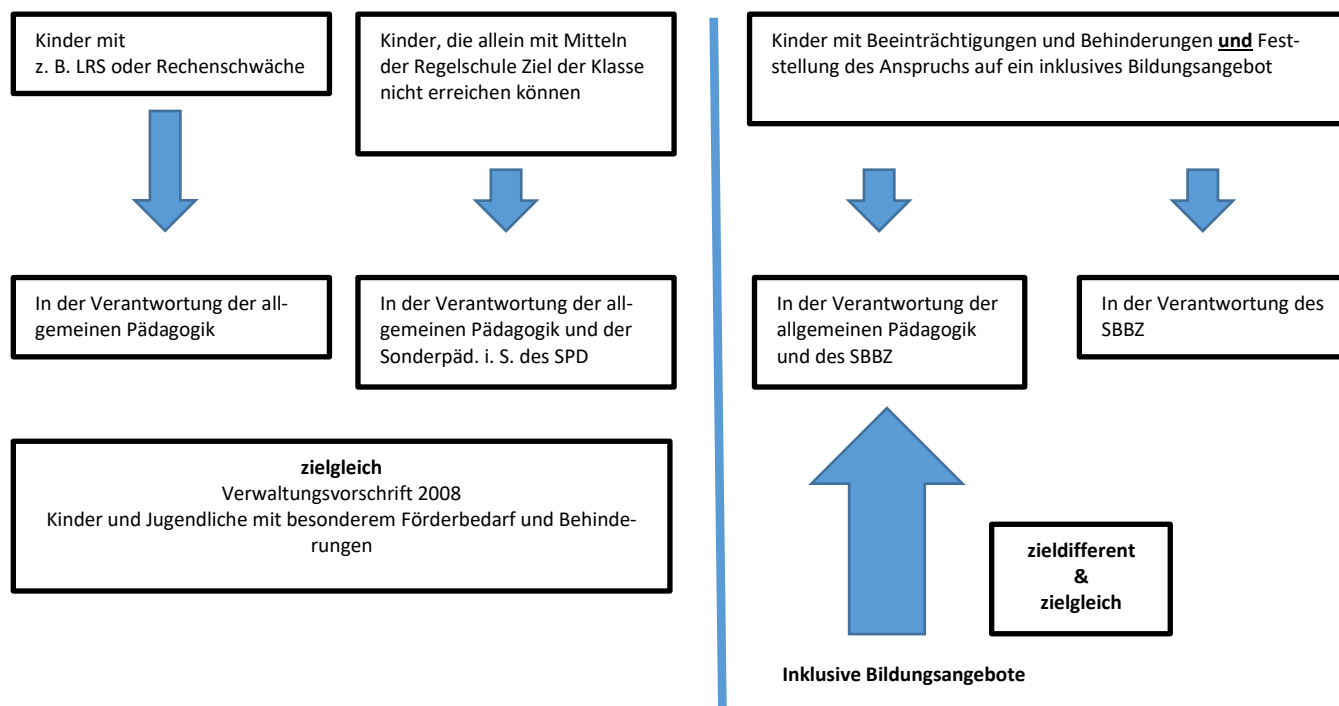 Kinder mit
z. B. LRS oder Rechenschwäche
Kinder, die allein mit Mitteln
der Regelschule Ziel der Klasse
nicht erreichen können
Kinder mit Beeinträchtigungen und Behinderungen und Fest-
stellung des Anspruchs auf ein inklusives Bildungsangebot
In der Verantwortung der all-
gemeinen Pädagogik
In der Verantwortung der all-
gemeinen Pädagogik und der
Sonderpäd. i. S. des SPD
In der Verantwortung der
allgemeinen Pädagogik
und des SBBZ
In der Verantwortung des
SBBZ
zielgleich
Verwaltungsvorschrift 2008
Kinder und Jugendliche mit besonderem Förderbedarf und Behinde-
rungen
zieldifferent
&
zielgleich
Inklusive Bildungsangebote